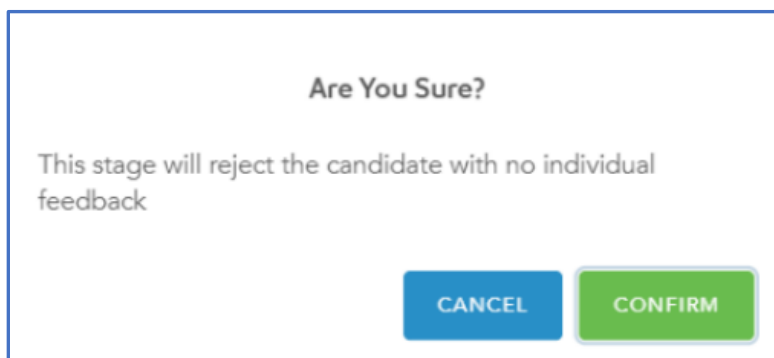 Are You Sure?
This stage will reject the candidate with no individual
feedback
CANCEL CONFIRM